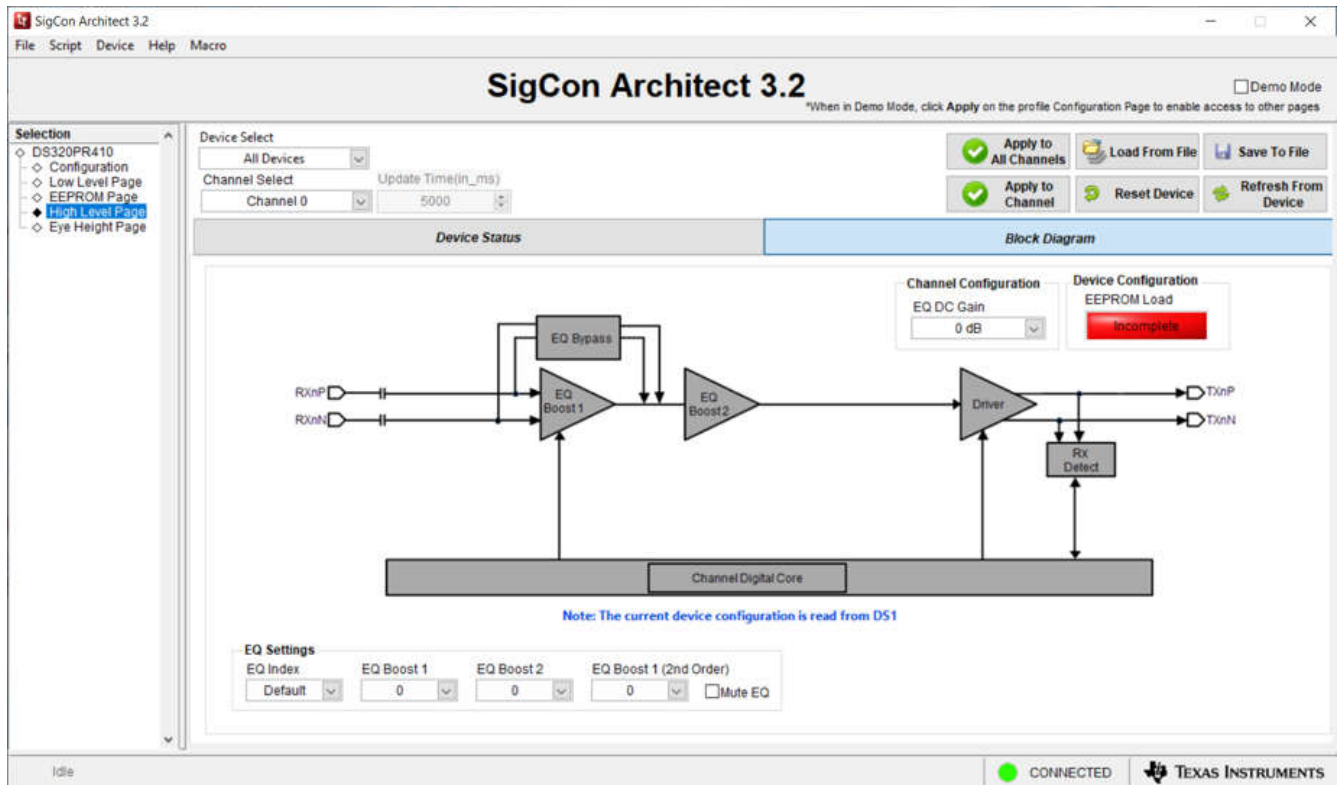 SigCon Architect 3.2
File Script Device Help Macro
SigCon Architect 3.2
Demo Mode
*When in Demo Mode, click Apply on the profile Configuration Page to enable access to other pages
Selection
DS320PR410
Configuration
Low Level Page
EEPROM Page
High Level Page
Eye Height Page
Device Select
All Devices
Channel Select
Channel 0
Update Time(in_ms)
5000
Apply to
All Channels
Load From File
Save To File
Apply to
Channel
Reset Device
Refresh From
Device
Device Status
Block Diagram
Channel Configuration
EQ DC Gain
0 dB
Device Configuration
EEPROM Load
Incomplete
EQ Bypass
RXnP
RXnN
EQ
Boost 1
EQ
Boost2
Driver
TXnP
TXnN
Rx
Detect
Channel Digital Core
Note: The current device configuration is read from DS1
EQ Settings
EQ Index
EQ Boost 1
EQ Boost 2
EQ Boost 1 (2nd Order)
Default
0
0
0
Mute EQ
Idle
CONNECTED
TEXAS INSTRUMENTS